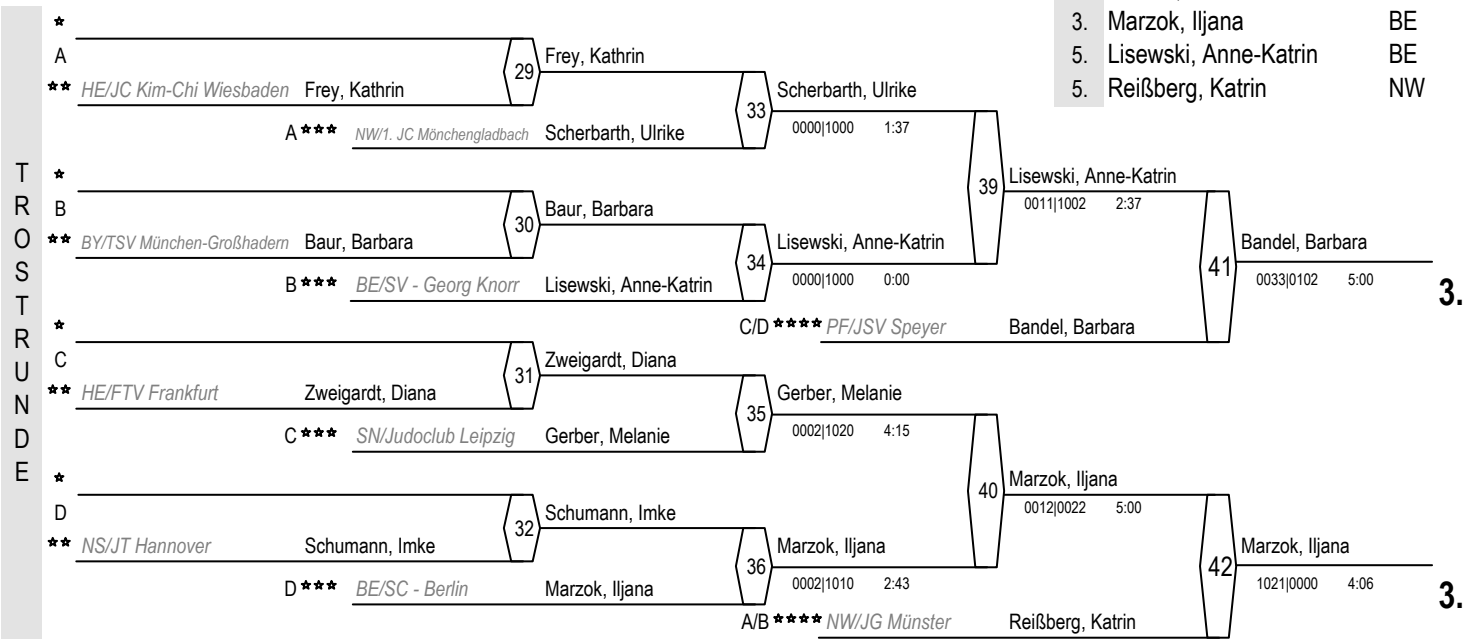 3. Marzok, Iljana BE
5. Lisewski, Anne-Katrin BE
5. Reißberg, Katrin NW
TROSTRUNDE
A
29 Frey, Kathrin
HE/JC Kim-Chi Wiesbaden Frey, Kathrin
33 Scherbarth, Ulrike
0000|1000 1:37
A NW/1. JC Mönchengladbach Scherbarth, Ulrike
39 Lisewski, Anne-Katrin
0011|1002 2:37
B
30 Baur, Barbara
BY/TSV München-Großhadern Baur, Barbara
34 Lisewski, Anne-Katrin
0000|1000 0:00
B BE/SV - Georg Knorr Lisewski, Anne-Katrin
41 Bandel, Barbara
0033|0102 5:00
3.
C/D PF/JSV Speyer Bandel, Barbara
C
31 Zweigardt, Diana
HE/FTV Frankfurt Zweigardt, Diana
35 Gerber, Melanie
0002|1020 4:15
C SN/Judoclub Leipzig Gerber, Melanie
40 Marzok, Iljana
0012|0022 5:00
D
32 Schumann, Imke
NS/JT Hannover Schumann, Imke
36 Marzok, Iljana
0002|1010 2:43
D BE/SC - Berlin Marzok, Iljana
42 Marzok, Iljana
1021|0000 4:06
3.
A/B NW/JG Münster Reißberg, Katrin